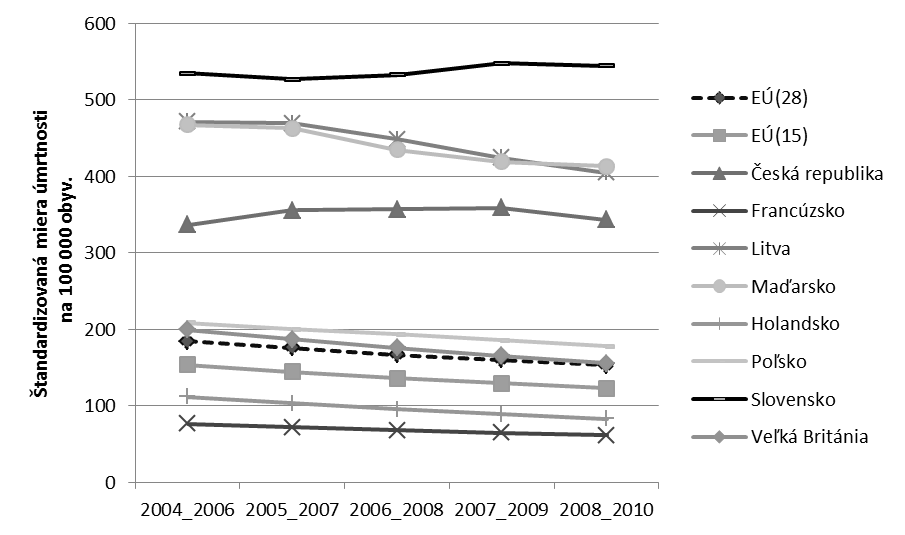 Štandardizovaná miera úmrtnosti
na 100 000 obyv.
600
500
400
300
200
100
0
2004_2006 2005_2007 2006_2008 2007_2009 2008_2010
EÚ(28)
EÚ(15)
Česká republika
Francúzsko
Litva
Maďarsko
Holandsko
Poľsko
Slovensko
Veľká Británia